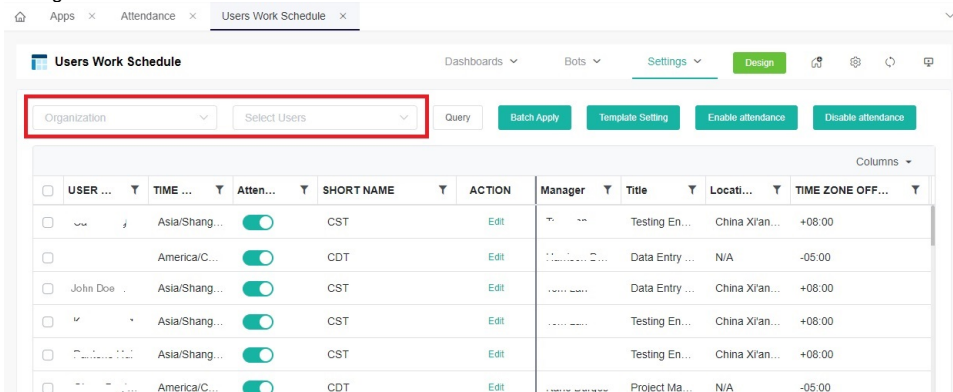 Apps × Attendance × Users Work Schedule ×
Users Work Schedule Dashboards Bots Settings Design
Organization Select Users Query Batch Apply Template Setting Enable attendance Disable attendance
Columns
USER ... TIME ... Atten... SHORT NAME ACTION Manager Title Locati... TIME ZONE OFF...
Asia/Shang... CST Edit Testing En... China Xi'an... +08:00
America/C... CDT Edit Data Entry ... N/A -05:00
John Doe Asia/Shang... CST Edit Data Entry ... China Xi'an... +08:00
Asia/Shang... CST Edit Testing En... China Xi'an... +08:00
Asia/Shang... CST Edit Testing En... China Xi'an... +08:00
America/C... CDT Edit Project Ma... N/A -05:00